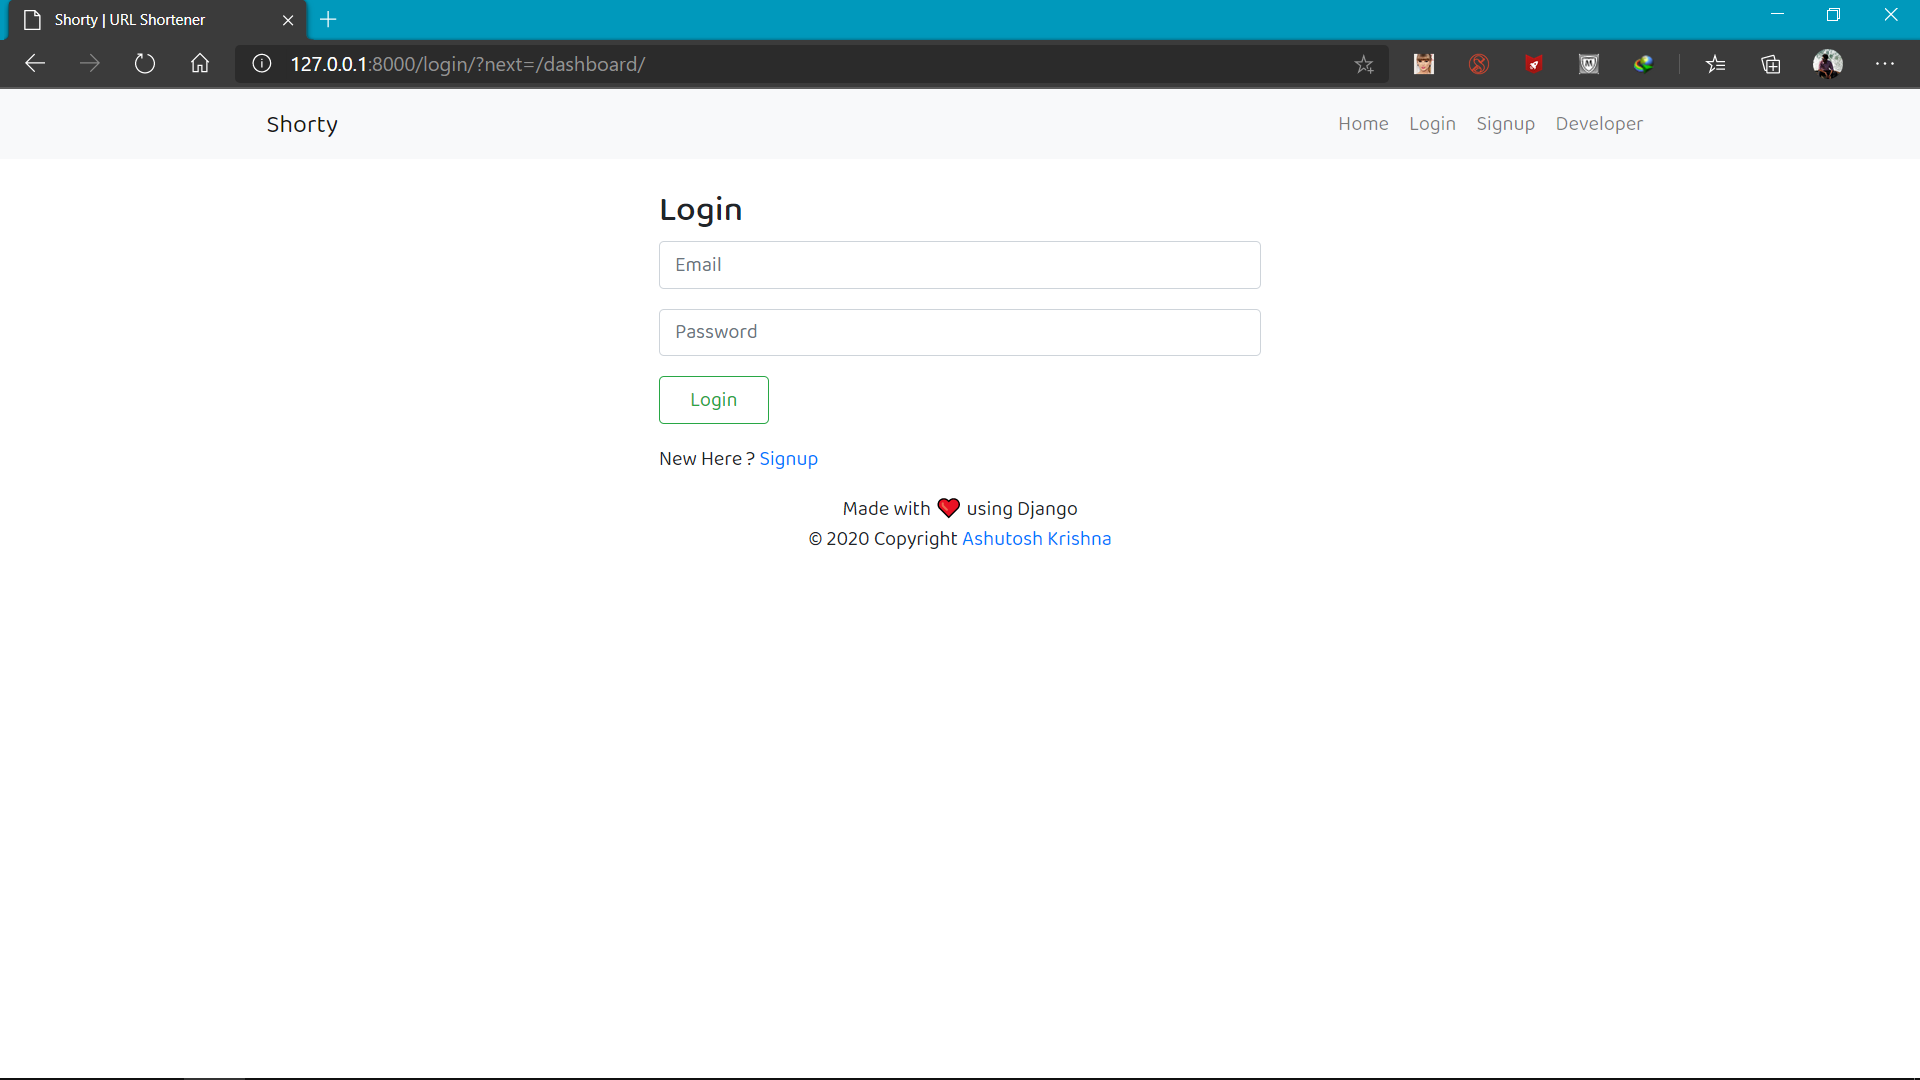 Shorty | URL Shortener
127.0.0.1:8000/login/?next=/dashboard/
Shorty
Home Login Signup Developer
Login
Email
Password
Login
New Here ? Signup
Made with ❤ using Django
© 2020 Copyright Ashutosh Krishna